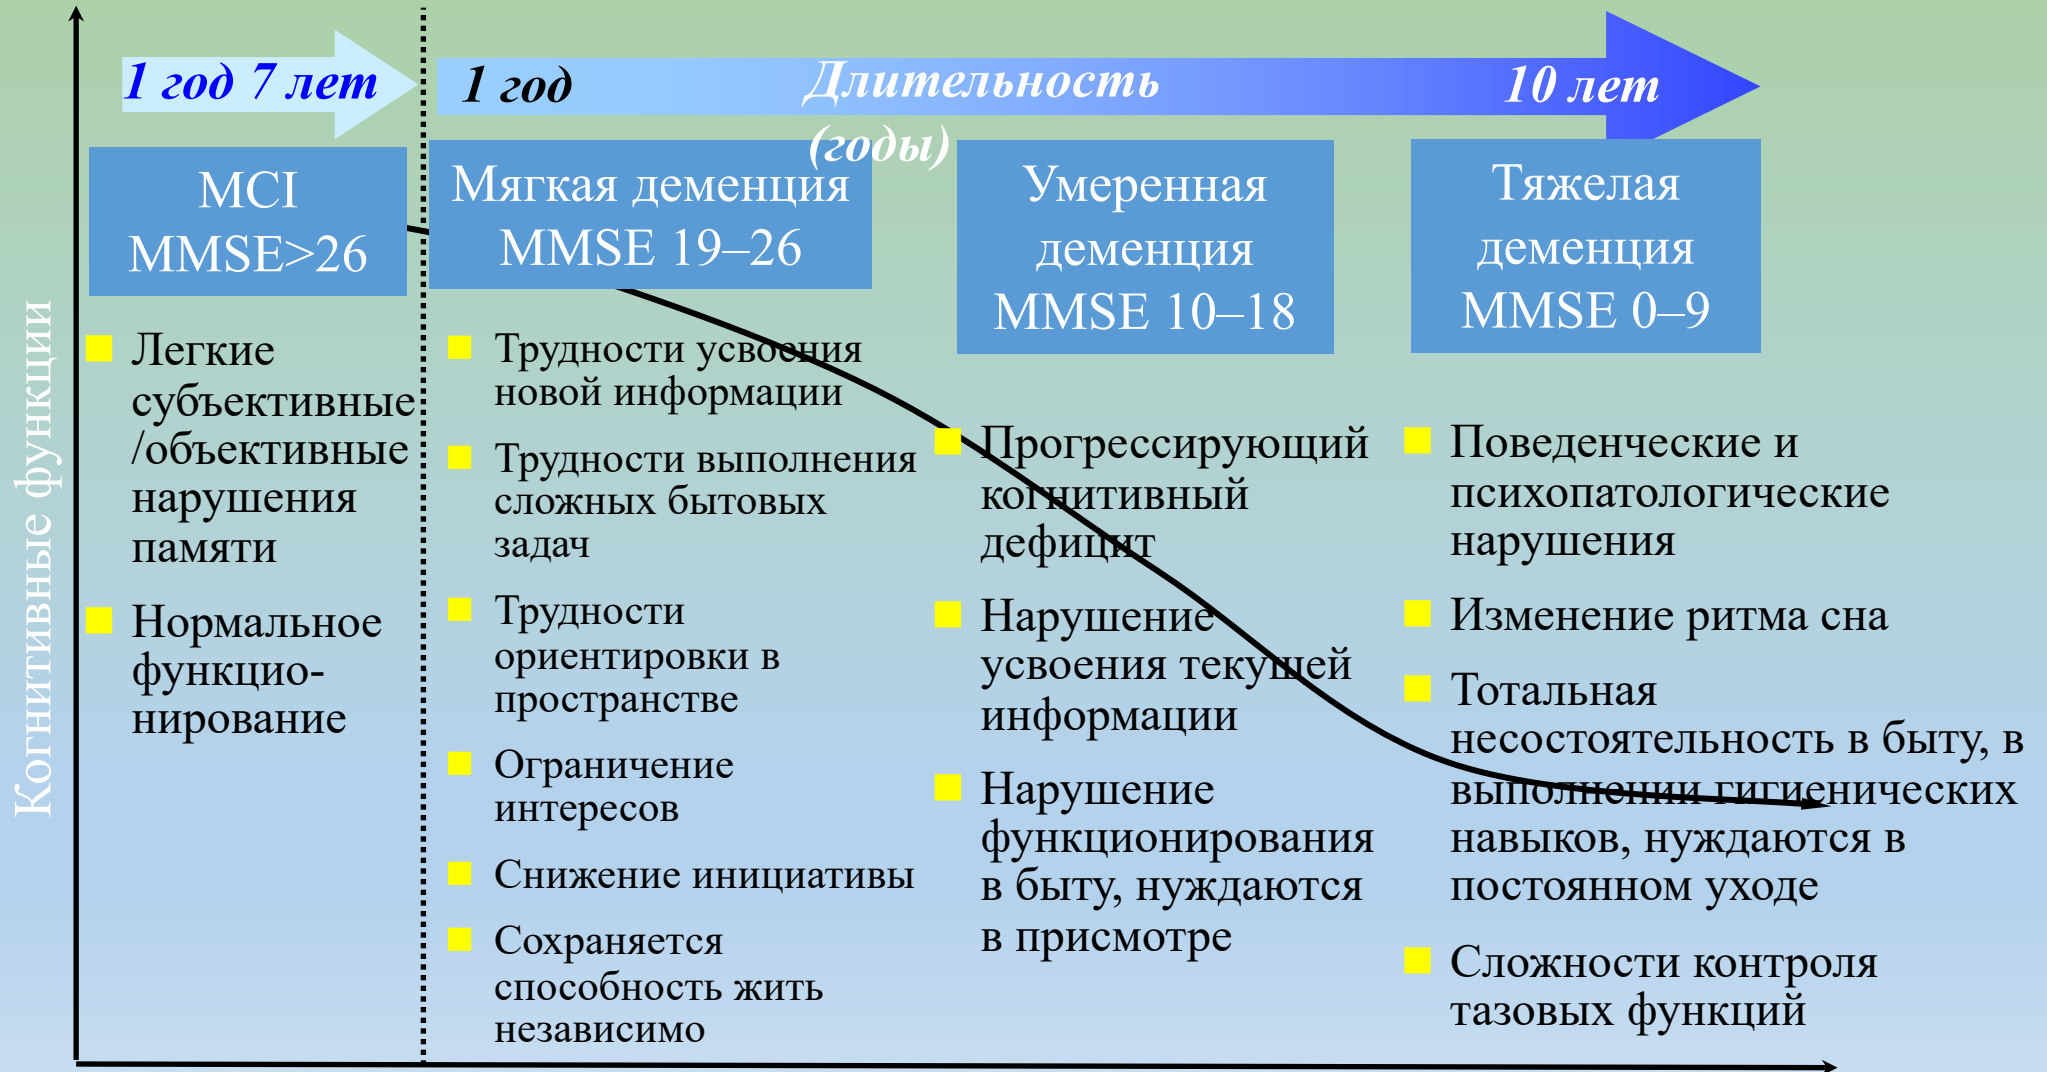 1 год 7 лет
1 год
Длительность
(годы)
10 лет
MCI
MMSE>26
Мягкая деменция
MMSE 19–26
Умеренная
деменция
MMSE 10–18
Тяжелая
деменция
MMSE 0–9
Когнитивные функции
Легкие
субъективные
/объективные
нарушения
памяти
Нормальное
функцио-
нирование
Трудности усвоения
новой информации
Трудности выполнения
сложных бытовых
задач
Трудности
ориентировки в
пространстве
Ограничение
интересов
Снижение инициативы
Сохраняется
способность жить
независимо
Прогрессирующий
когнитивный
дефицит
Нарушение
усвоения текущей
информации
Нарушение
функционирования
в быту, нуждаются
в присмотре
Поведенческие и
психопатологические
нарушения
Изменение ритма сна
Тотальная
несостоятельность в быту, в
выполнении гигиенических
навыков, нуждаются в
постоянном уходе
Сложности контроля
тазовых функций